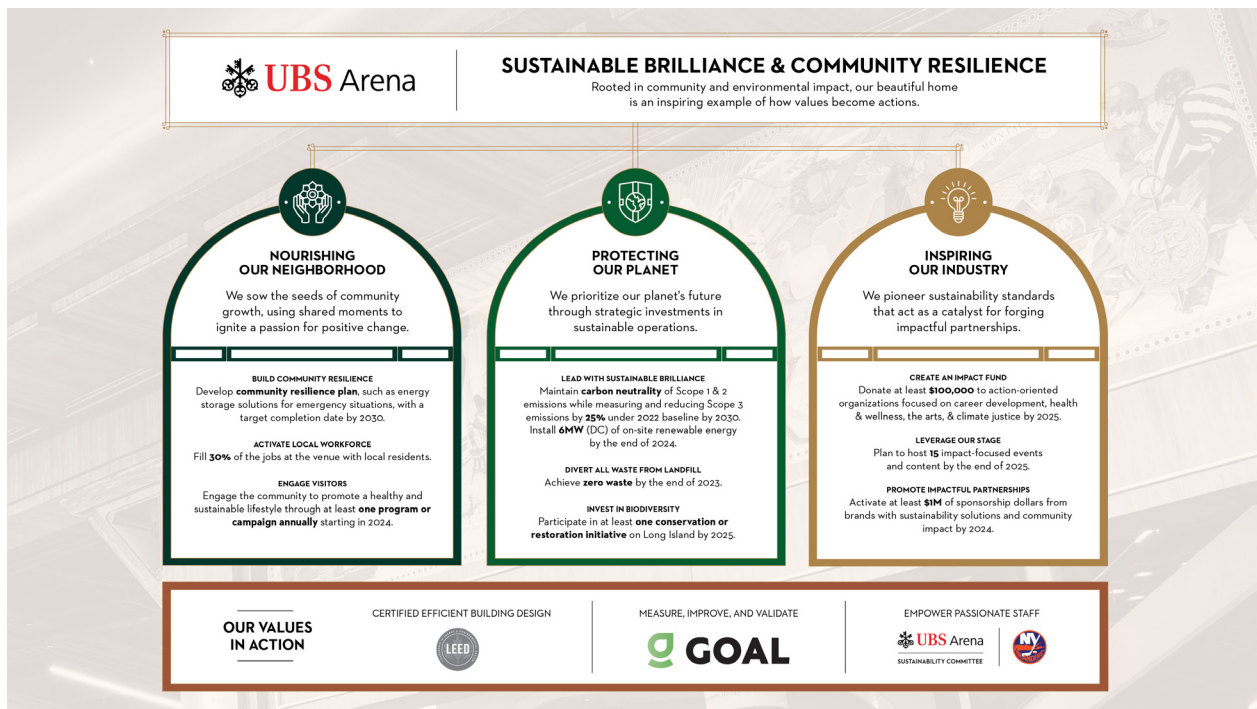 UBS Arena
SUSTAINABLE BRILLIANCE & COMMUNITY RESILIENCE
Rooted in community and environmental impact, our beautiful home
is an inspiring example of how values become actions.
NOURISHING
OUR NEIGHBORHOOD
We sow the seeds of community
growth, using shared moments to
ignite a passion for positive change.
BUILD COMMUNITY RESILIENCE
Develop community resilience plan, such as energy
storage solutions for emergency situations, with a
target completion date by 2030.
ACTIVATE LOCAL WORKFORCE
Fill 30% of the jobs at the venue with local residents.
ENGAGE VISITORS
Engage the community to promote a healthy and
sustainable lifestyle through at least one program or
campaign annually starting in 2024.
PROTECTING
OUR PLANET
We prioritize our planet's future
through strategic investments in
sustainable operations.
LEAD WITH SUSTAINABLE BRILLIANCE
Maintain carbon neutrality of Scope 1 & 2
emissions while measuring and reducing Scope 3
emissions by 25% under 2022 baseline by 2030.
Install 6MW (DC) of on-site renewable energy
by the end of 2024.
DIVERT ALL WASTE FROM LANDFILL
Achieve zero waste by the end of 2023.
INVEST IN BIODIVERSITY
Participate in at least one conservation or
restoration initiative on Long Island by 2025.
INSPIRING
OUR INDUSTRY
We pioneer sustainability standards
that act as a catalyst for forging
impactful partnerships.
CREATE AN IMPACT FUND
Donate at least $100,000 to action-oriented
organizations focused on career development, health
& wellness, the arts, & climate justice by 2025.
LEVERAGE OUR STAGE
Plan to host 15 impact-focused events
and content by the end of 2025.
PROMOTE IMPACTFUL PARTNERSHIPS
Activate at least $1M of sponsorship dollars from
brands with sustainability solutions and community
impact by 2024.
OUR VALUES
IN ACTION
CERTIFIED EFFICIENT BUILDING DESIGN
LEED
MEASURE, IMPROVE, AND VALIDATE
GOAL
EMPOWER PASSIONATE STAFF
UBS Arena
SUSTAINABILITY COMMITTEE
NY